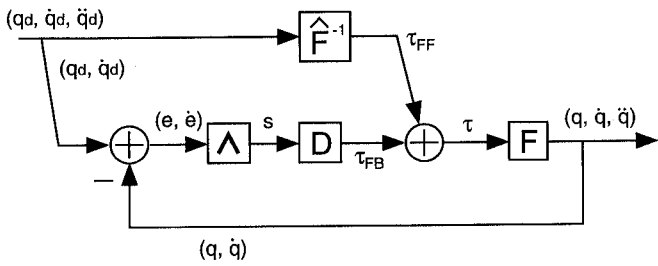 (qd, q̇d, q̈d)
F̂⁻¹
τFF
(qd, q̇d)
(e, ė)
Λ
s
D
τFB
+
+
τ
F
(q, q̇, q̈)
−
(q, q̇)